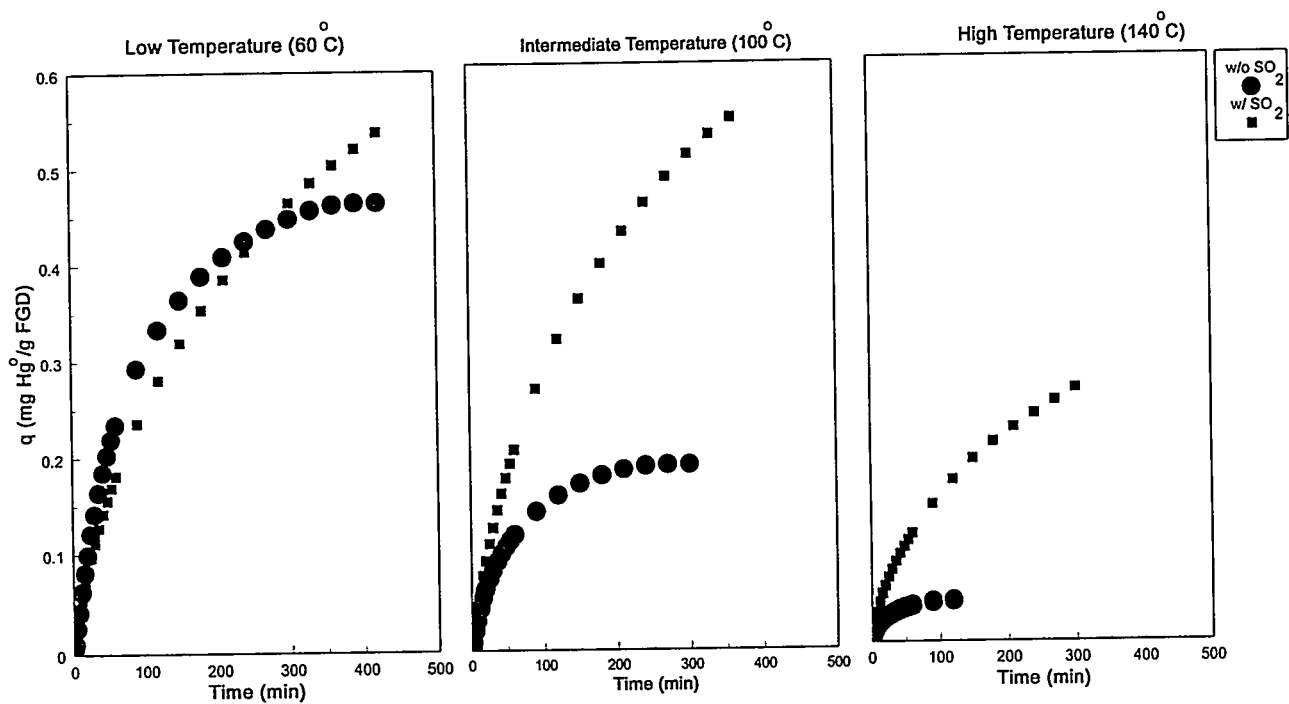 Low Temperature (60°C)
Intermediate Temperature (100°C)
High Temperature (140°C)
w/o SO2
w/ SO2
q (mg Hg°/g FGD)
0.6
0.5
0.4
0.3
0.2
0.1
0
0 100 200 300 400 500
0 100 200 300 400 500
0 100 200 300 400 500
Time (min)
Time (min)
Time (min)